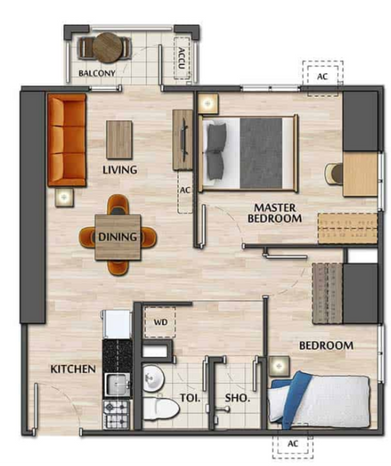 BALCONY
ACCU
AC
LIVING
AC
MASTER
BEDROOM
DINING
WD
KITCHEN
BEDROOM
TOI.
SHO.
AC